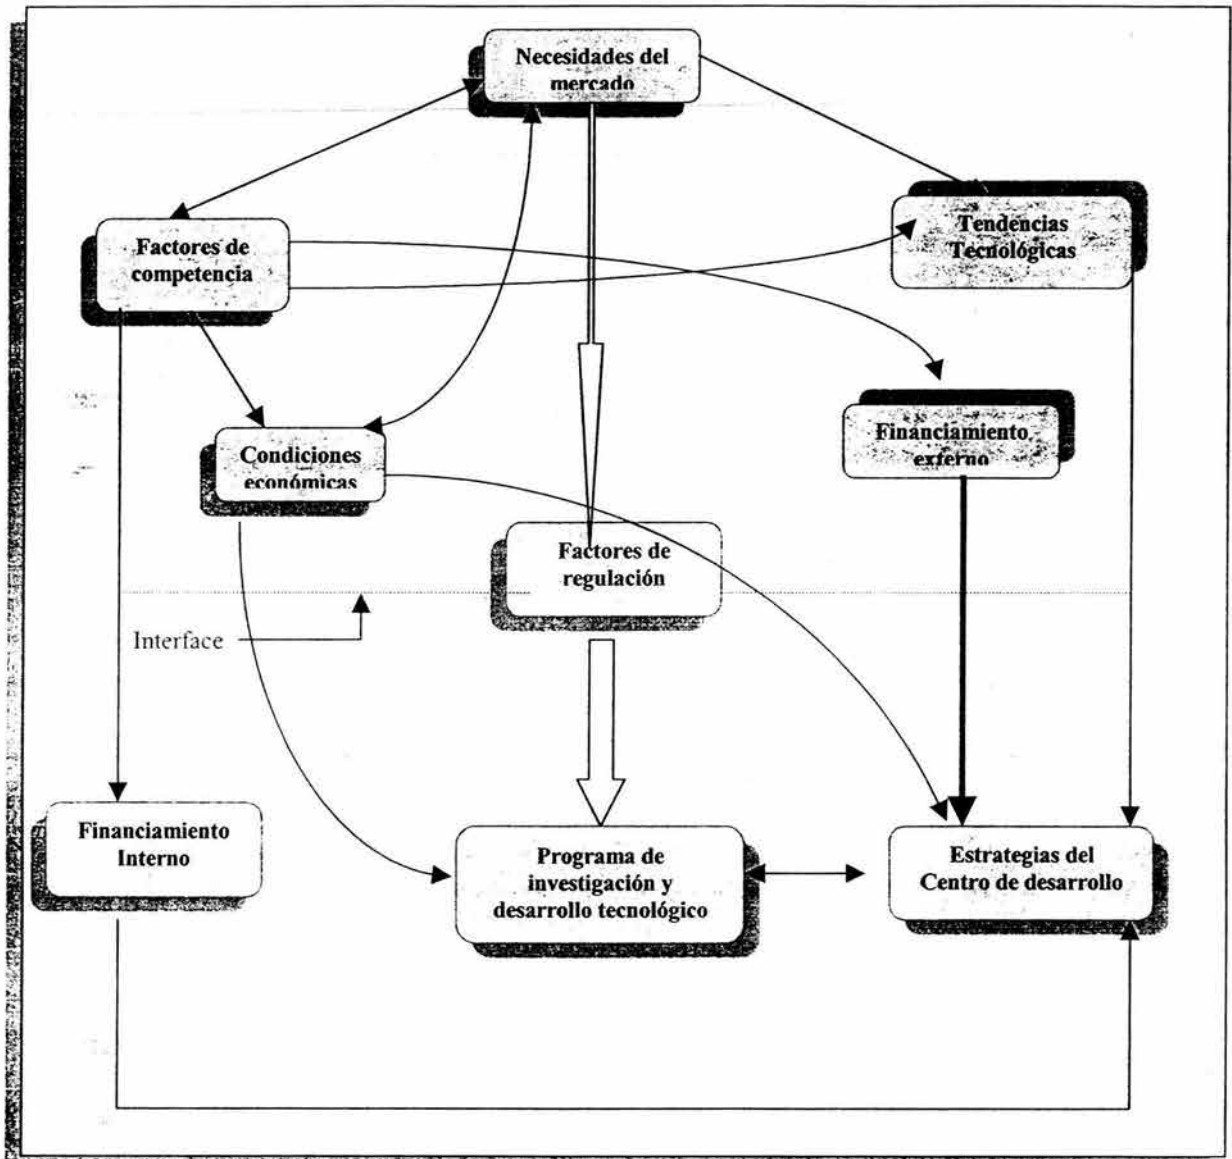 Necesidades del
mercado
Factores de
competencia
Tendencias
Tecnológicas
Condiciones
económicas
Financiamiento
externo
Factores de
regulación
Interface
Financiamiento
Interno
Programa de
investigación y
desarrollo tecnológico
Estrategias del
Centro de desarrollo